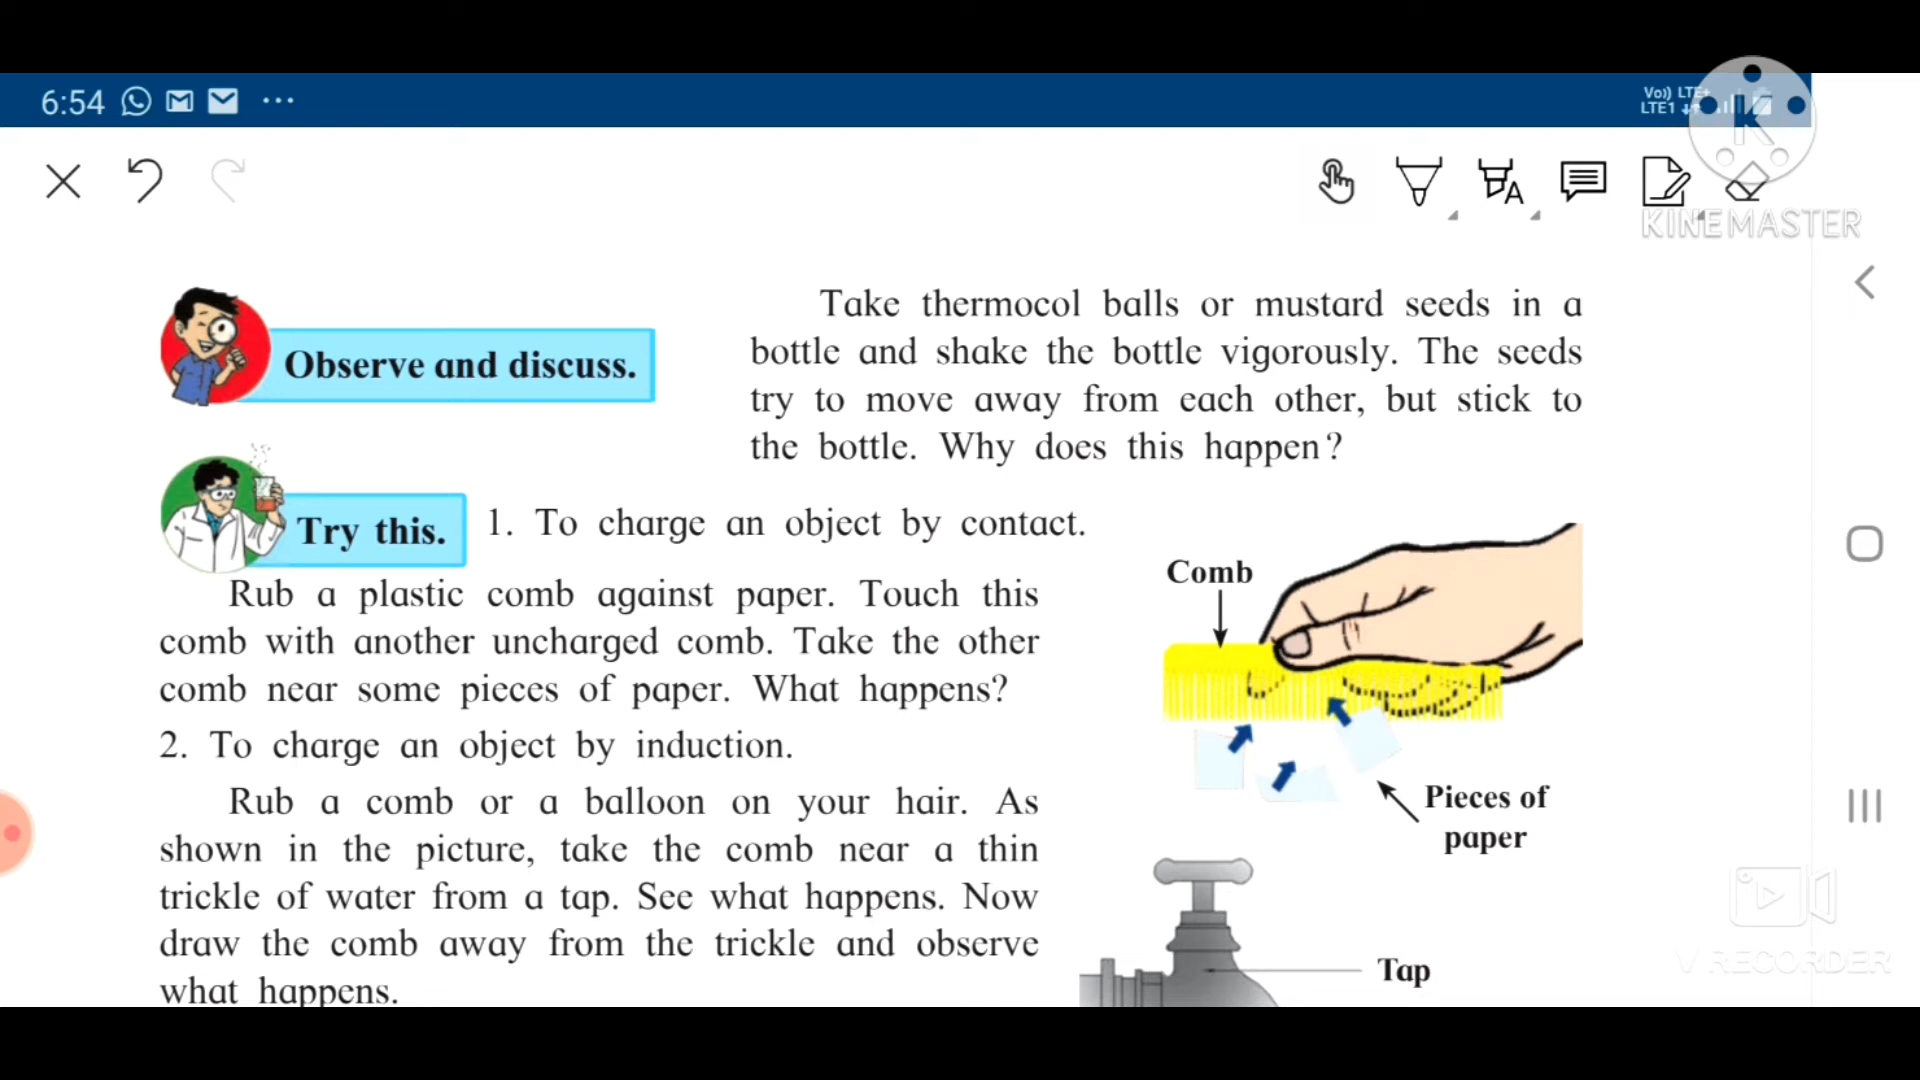 6:54
Vo)) LTE+
LTE1
K
KINEMASTER
Observe and discuss.
Take thermocol balls or mustard seeds in a
bottle and shake the bottle vigorously. The seeds
try to move away from each other, but stick to
the bottle. Why does this happen?
Try this.
1. To charge an object by contact.
Rub a plastic comb against paper. Touch this
comb with another uncharged comb. Take the other
comb near some pieces of paper. What happens?
2. To charge an object by induction.
Rub a comb or a balloon on your hair. As
shown in the picture, take the comb near a thin
trickle of water from a tap. See what happens. Now
draw the comb away from the trickle and observe
what happens.
Comb
Pieces of
paper
Tap
V RECORDER